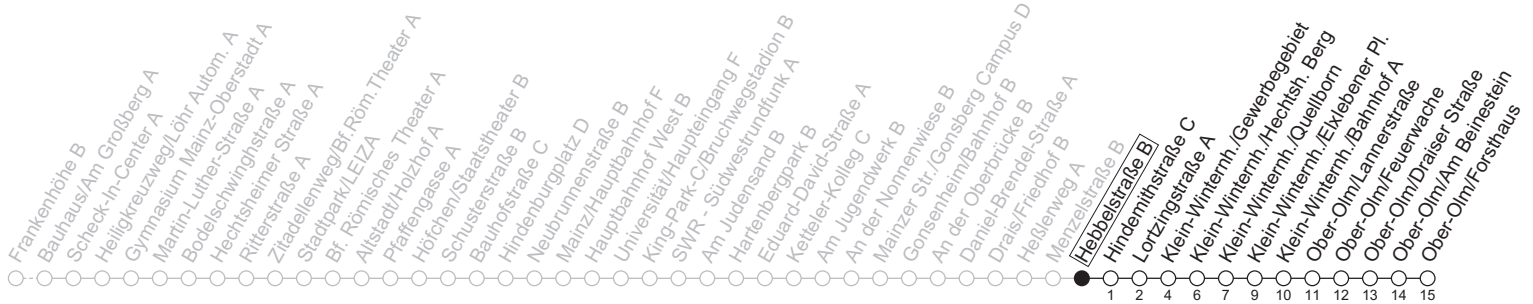 Frankenhöhe B
Bauhaus/Am Großberg A
Scheck-In-Center A
Heiligkreuzweg/Löhr Autom. A
Gymnasium Mainz-Oberstadt A
Martin-Luther-Straße A
Bodelschwinghstraße A
Hechtsheimer Straße A
Ritterstraße A
Zitadellenweg/Bf.Röm.Theater A
Stadtpark/LEIZA
Bf. Römisches Theater A
Altstadt/Holzhof A
Pfaffengasse A
Höfchen/Staatstheater B
Schusterstraße B
Bauhofstraße C
Hindenburgplatz D
Neubrunnenstraße B
Mainz/Hauptbahnhof F
Hauptbahnhof West B
Universität/Haupteingang F
King-Park-C/Bruchwegstadion B
SWR - Südwestrundfunk A
Am Judensand B
Hartenbergpark B
Eduard-David-Straße A
Ketteler-Kolleg C
Am Jugendwerk B
An der Nonnenwiese B
Mainzer Str./Gonsberg Campus D
Gonsenheim/Bahnhof B
An der Oberbrücke B
Daniel-Brendel-Straße A
Drais/Friedhof B
Heßlerweg A
Menzelstraße B
Hebbelstraße B
Hindemithstraße C
Lortzingstraße A
Klein-Winternh./Gewerbegebiet
Klein-Winternh./Hechtsh. Berg
Klein-Winternh./Quellborn
Klein-Winternh./Exlebener Pl.
Klein-Winternh./Bahnhof A
Ober-Olm/Lannerstraße
Ober-Olm/Feuerwache
Ober-Olm/Draiser Straße
Ober-Olm/Am Beinestein
Ober-Olm/Forsthaus
1 2 4 6 7 9 10 11 12 13 14 15